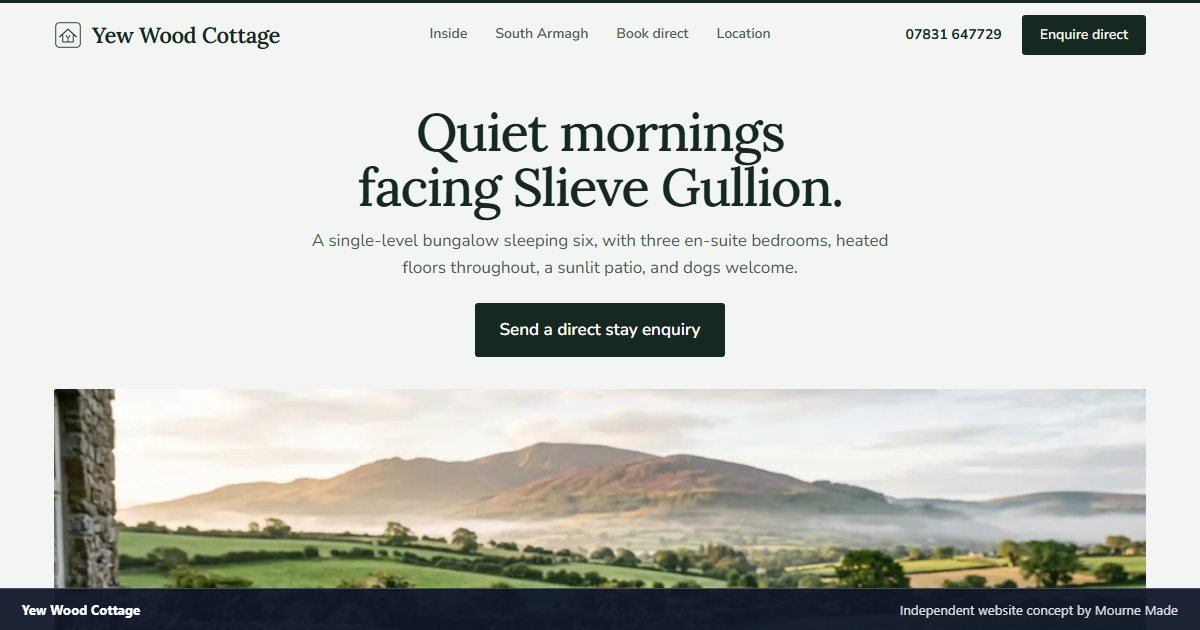 Yew Wood Cottage
Inside
South Armagh
Book direct
Location
07831 647729
Enquire direct
Quiet mornings
facing Slieve Gullion.
A single-level bungalow sleeping six, with three en-suite bedrooms, heated
floors throughout, a sunlit patio, and dogs welcome.
Send a direct stay enquiry
Yew Wood Cottage
Independent website concept by Mourne Made